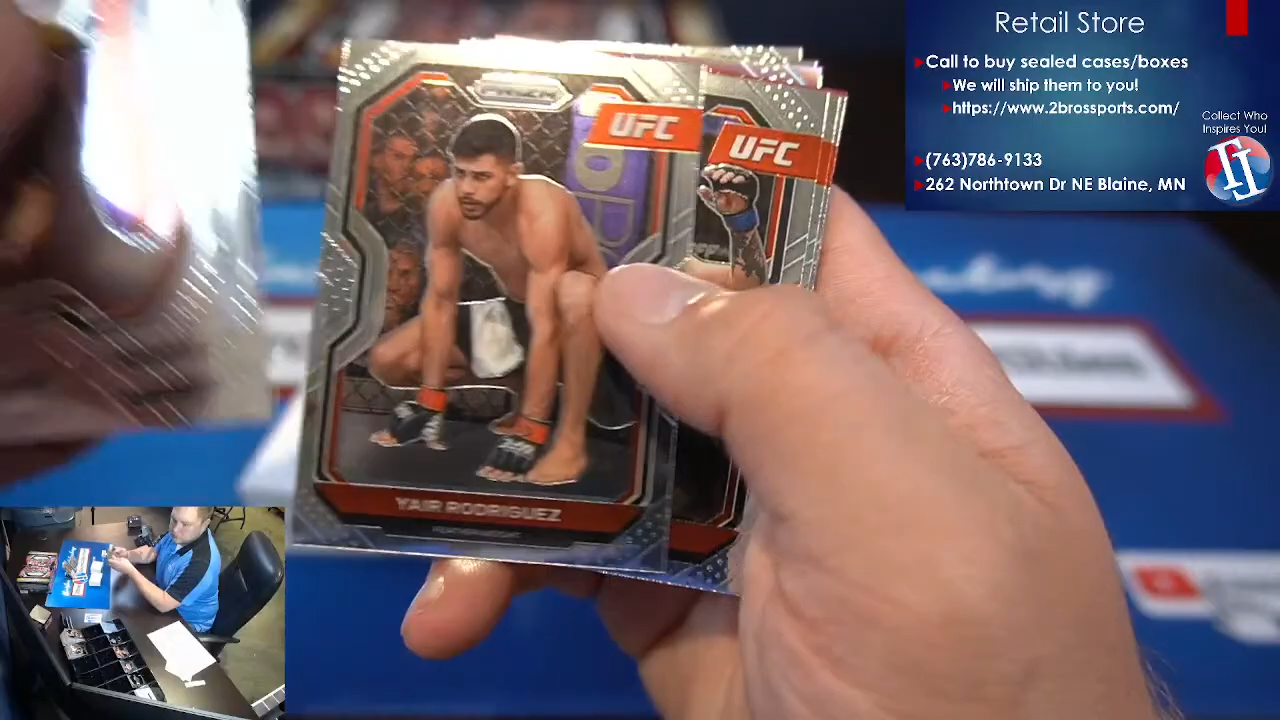 Retail Store
Call to buy sealed cases/boxes
We will ship them to you!
https://www.2brossports.com/
Collect Who
Inspires You!
(763)786-9133
262 Northtown Dr NE Blaine, MN
PRIZM
UFC
UFC
YAIR RODRIGUEZ